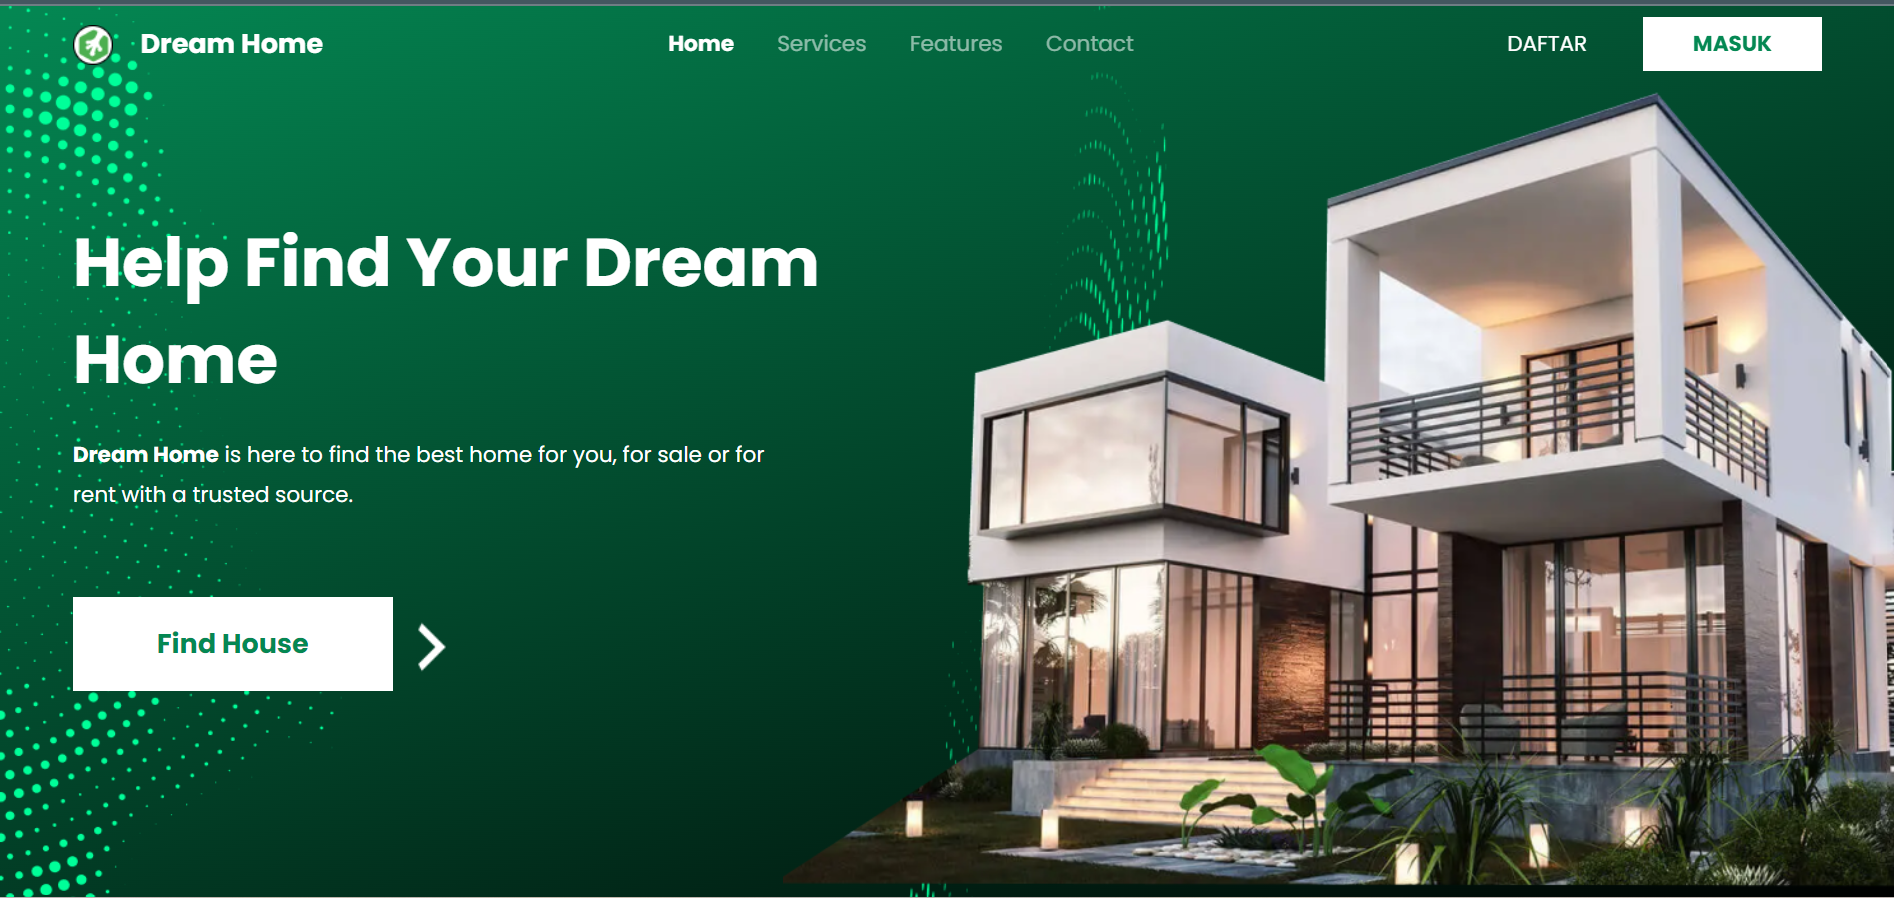 Dream Home
Home Services Features Contact
DAFTAR
MASUK
Help Find Your Dream
Home
Dream Home is here to find the best home for you, for sale or for
rent with a trusted source.
Find House